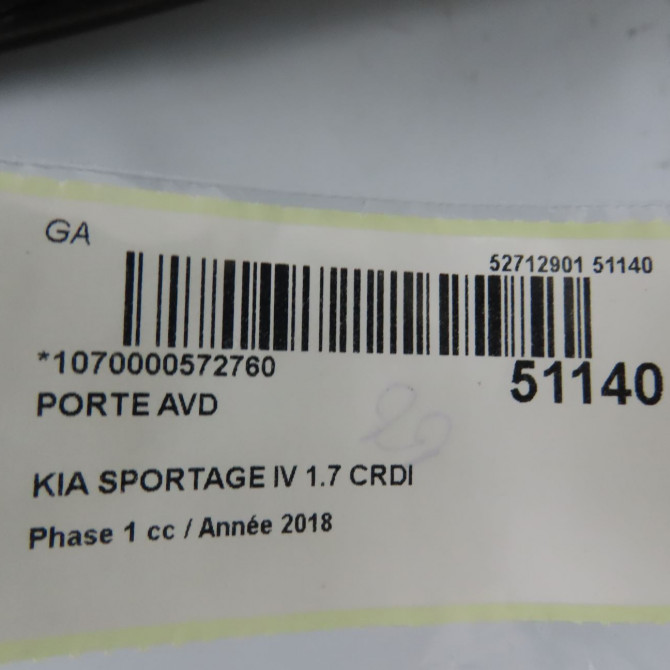 GA
52712901 51140
*1070000572760
51140
PORTE AVD
KIA SPORTAGE IV 1.7 CRDI
Phase 1 cc / Année 2018